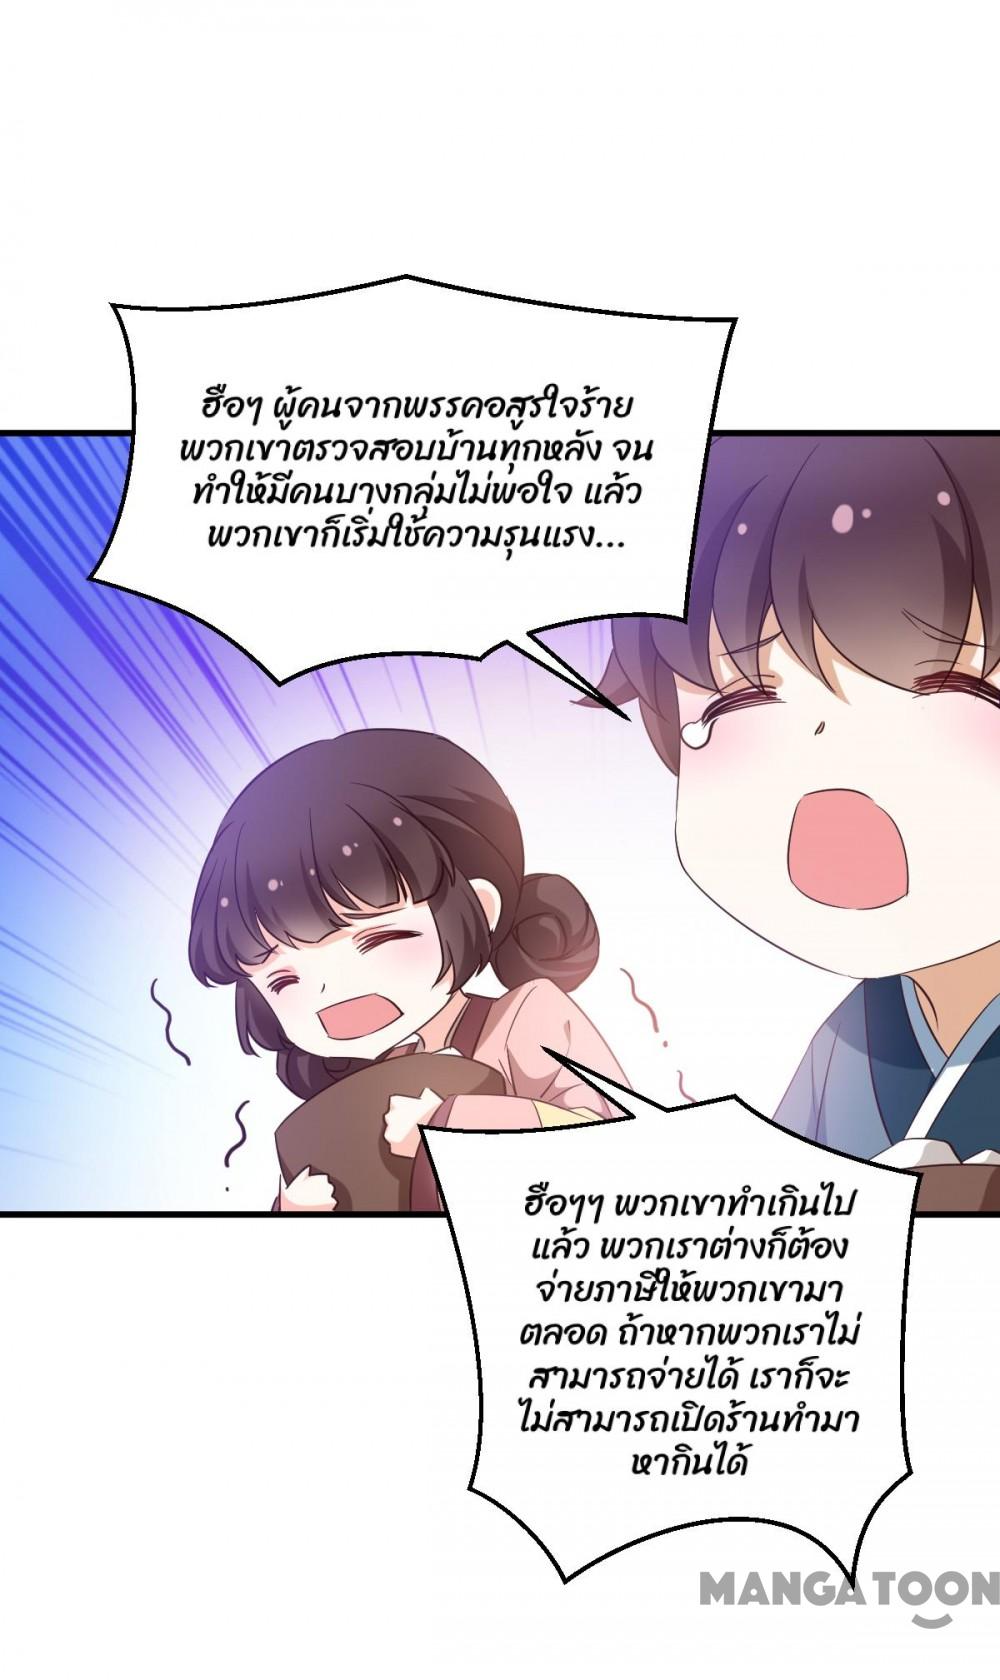 ฮือๆ ผู้คนจากพรรคอสูรใจร้าย
พวกเขาตรวจสอบบ้านทุกหลัง จน
ทำให้มีคนบางกลุ่มไม่พอใจ แล้ว
พวกเขาก็เริ่มใช้ความรุนแรง...
ฮือๆๆ พวกเขาทำเกินไป
แล้ว พวกเราต่างก็ต้อง
จ่ายภาษีให้พวกเขามา
ตลอด ถ้าหากพวกเราไม่
สามารถจ่ายได้ เราก็จะ
ไม่สามารถเปิดร้านทำมา
หากินได้
MANGATOON